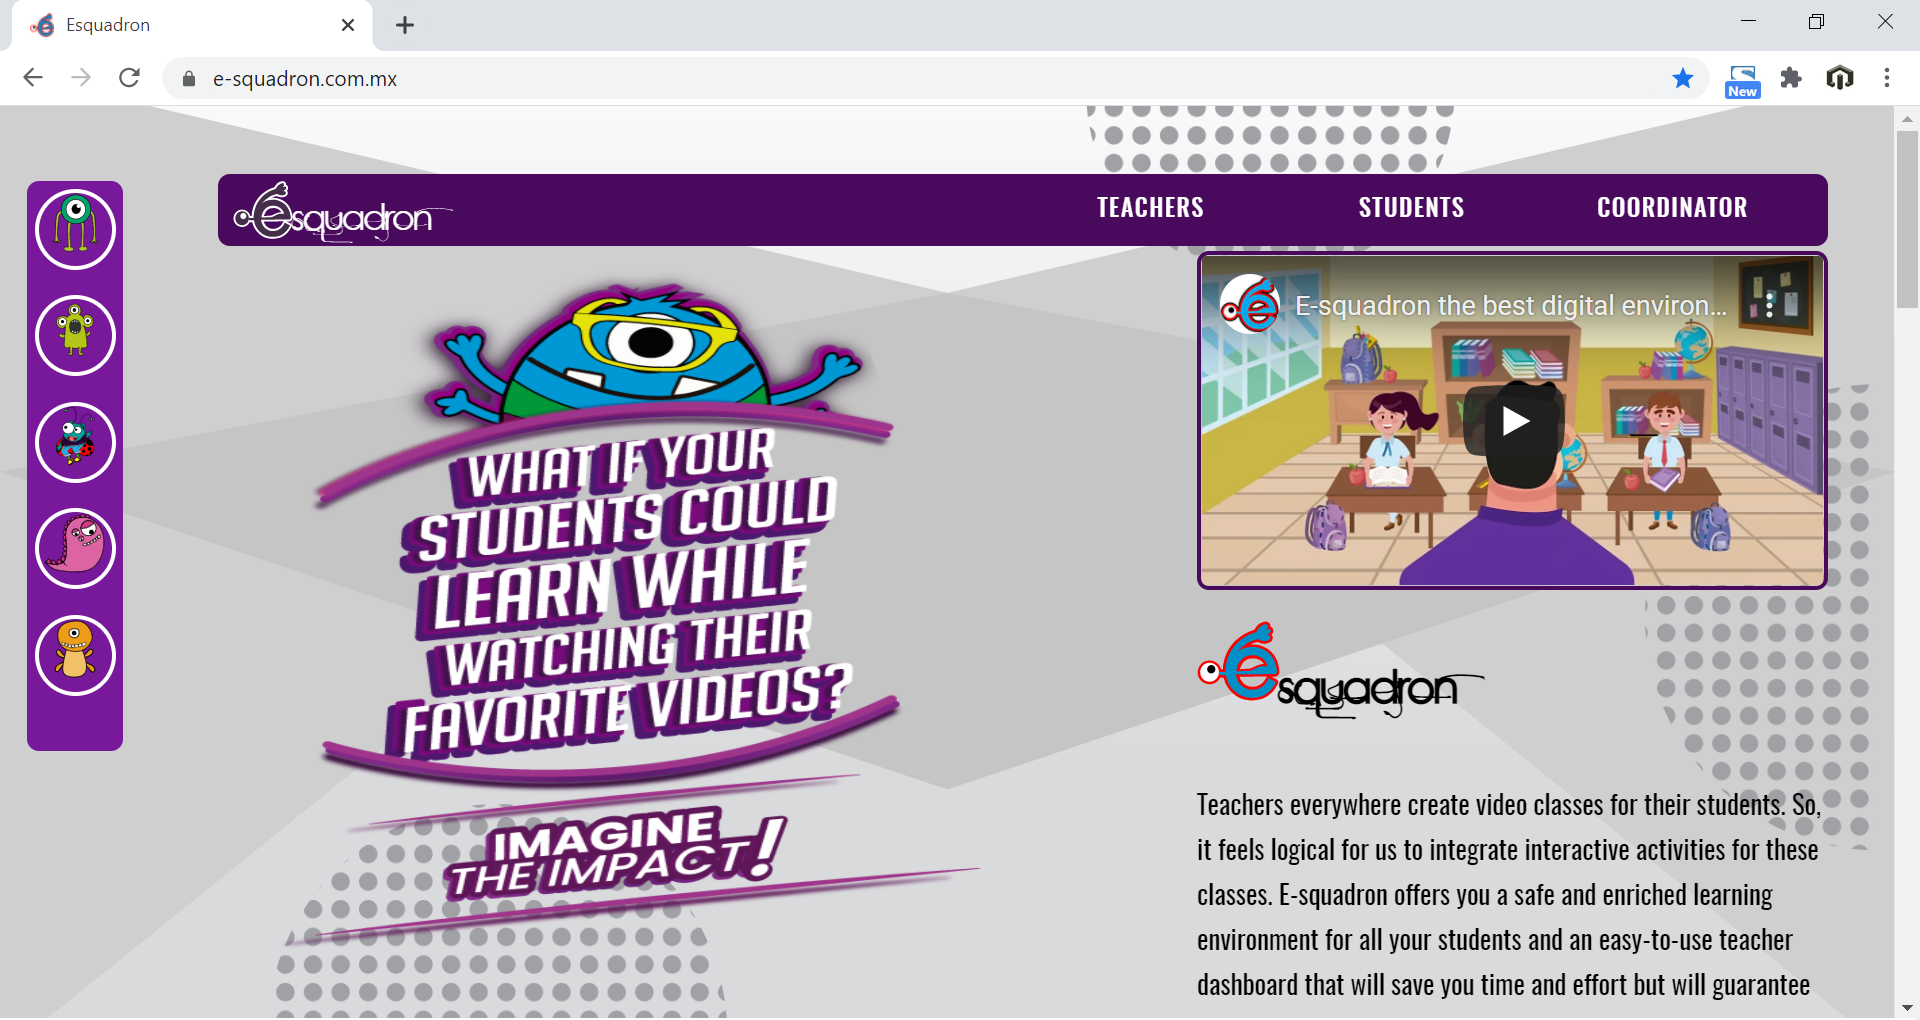 Esquadron
e-squadron.com.mx
New
esquadron
TEACHERS
STUDENTS
COORDINATOR
E-squadron the best digital environ...
WHAT IF YOUR
STUDENTS COULD
LEARN WHILE
WATCHING THEIR
FAVORITE VIDEOS?
IMAGINE
THE IMPACT!
esquadron
Teachers everywhere create video classes for their students. So,
it feels logical for us to integrate interactive activities for these
classes. E-squadron offers you a safe and enriched learning
environment for all your students and an easy-to-use teacher
dashboard that will save you time and effort but will guarantee